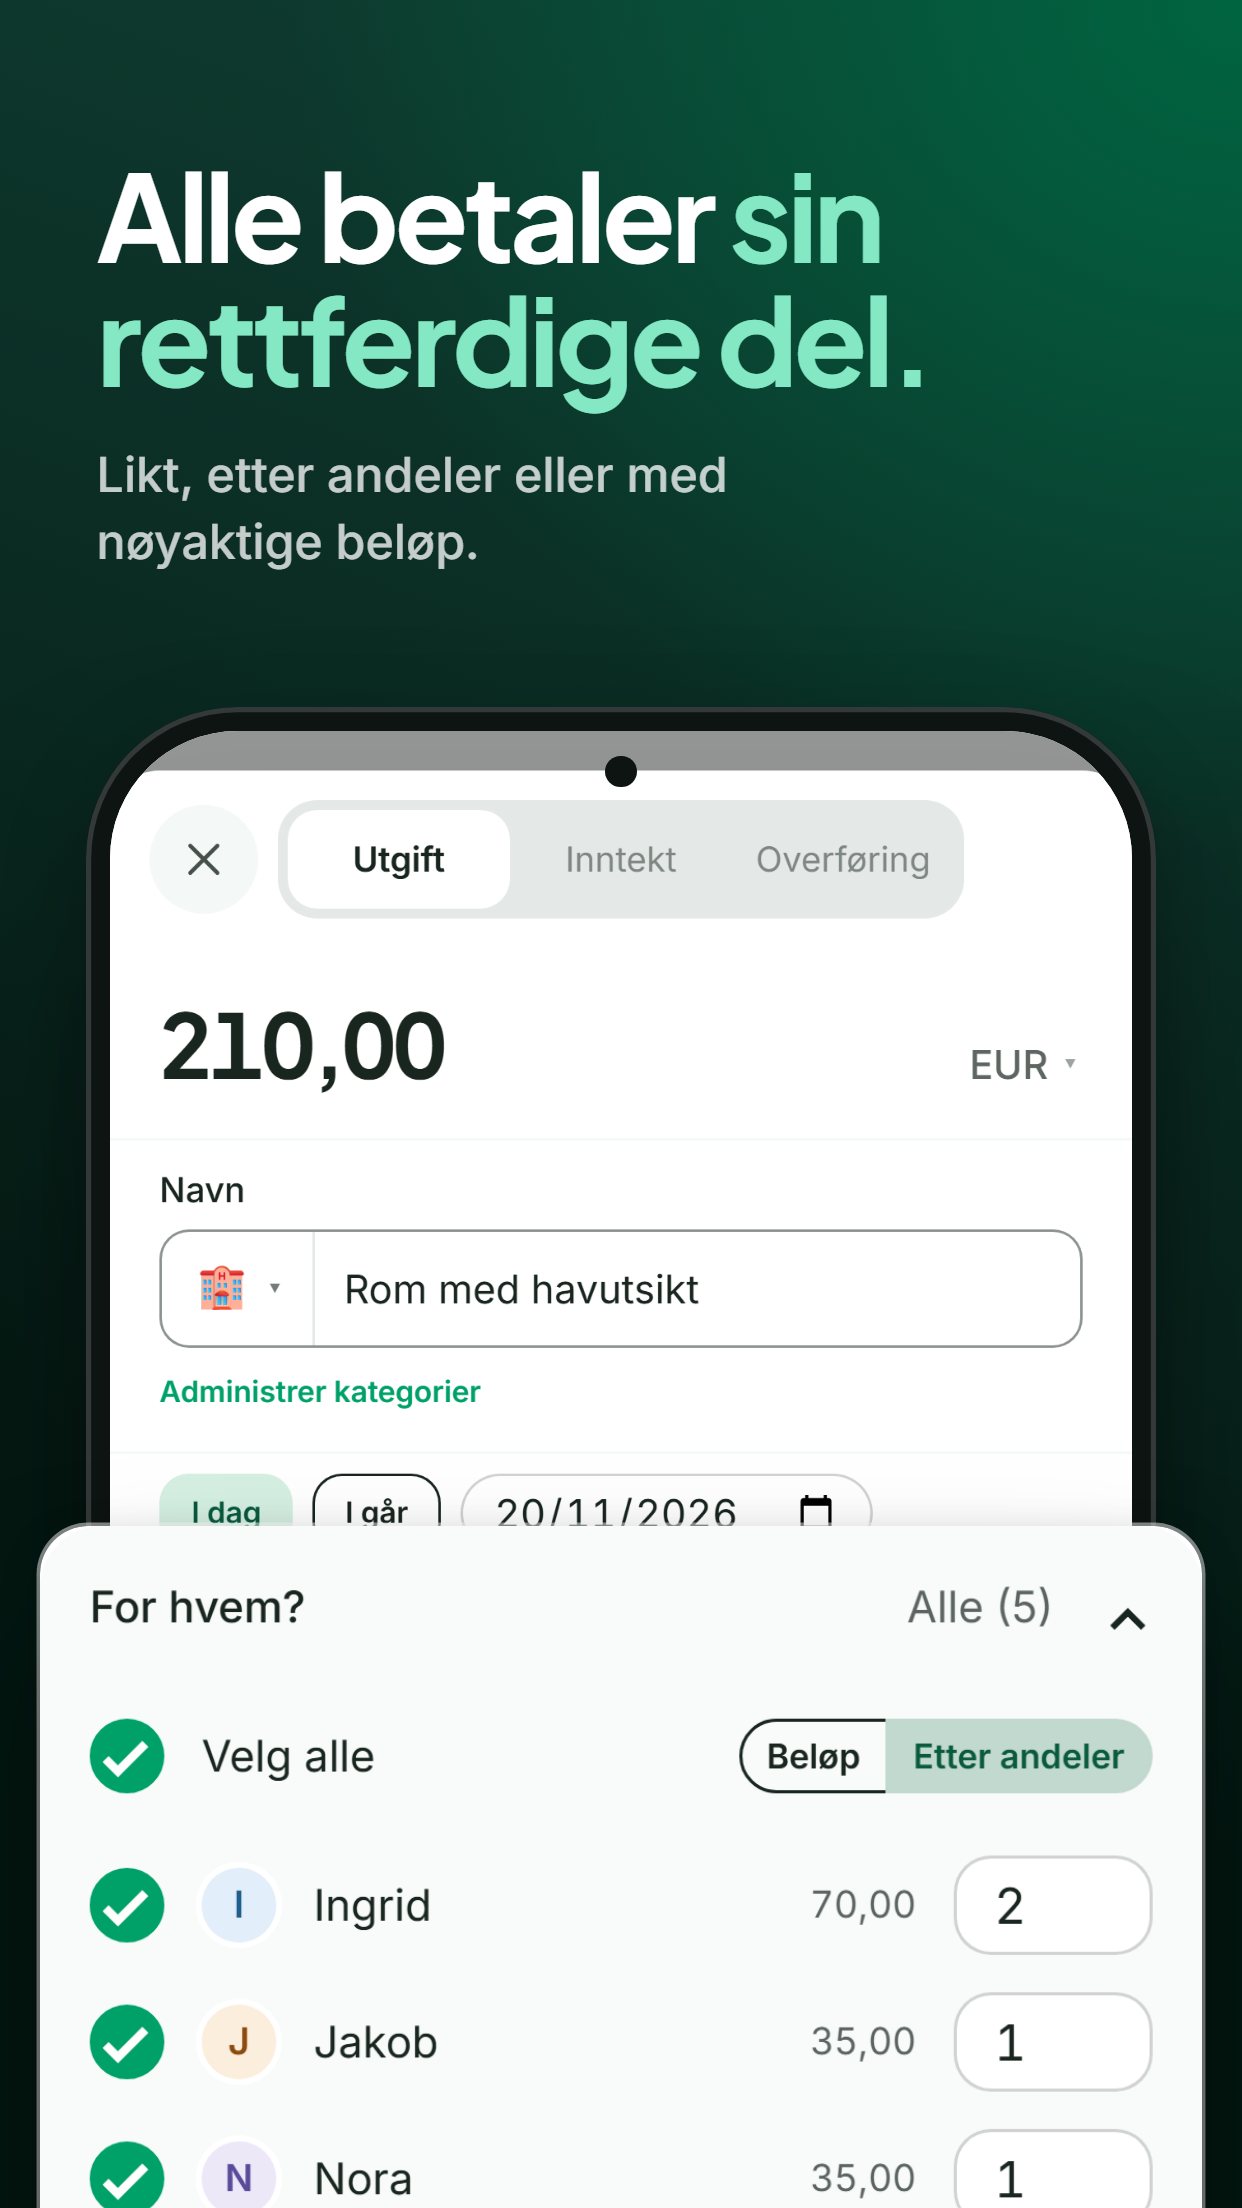 Alle betaler sin
rettferdige del.
Likt, etter andeler eller med
nøyaktige beløp.
Utgift Inntekt Overføring
210,00 EUR
Navn
Rom med havutsikt
Administrer kategorier
I dag I går 20/11/2026
For hvem? Alle (5)
Velg alle Beløp Etter andeler
I Ingrid 70,00 2
J Jakob 35,00 1
N Nora 35,00 1